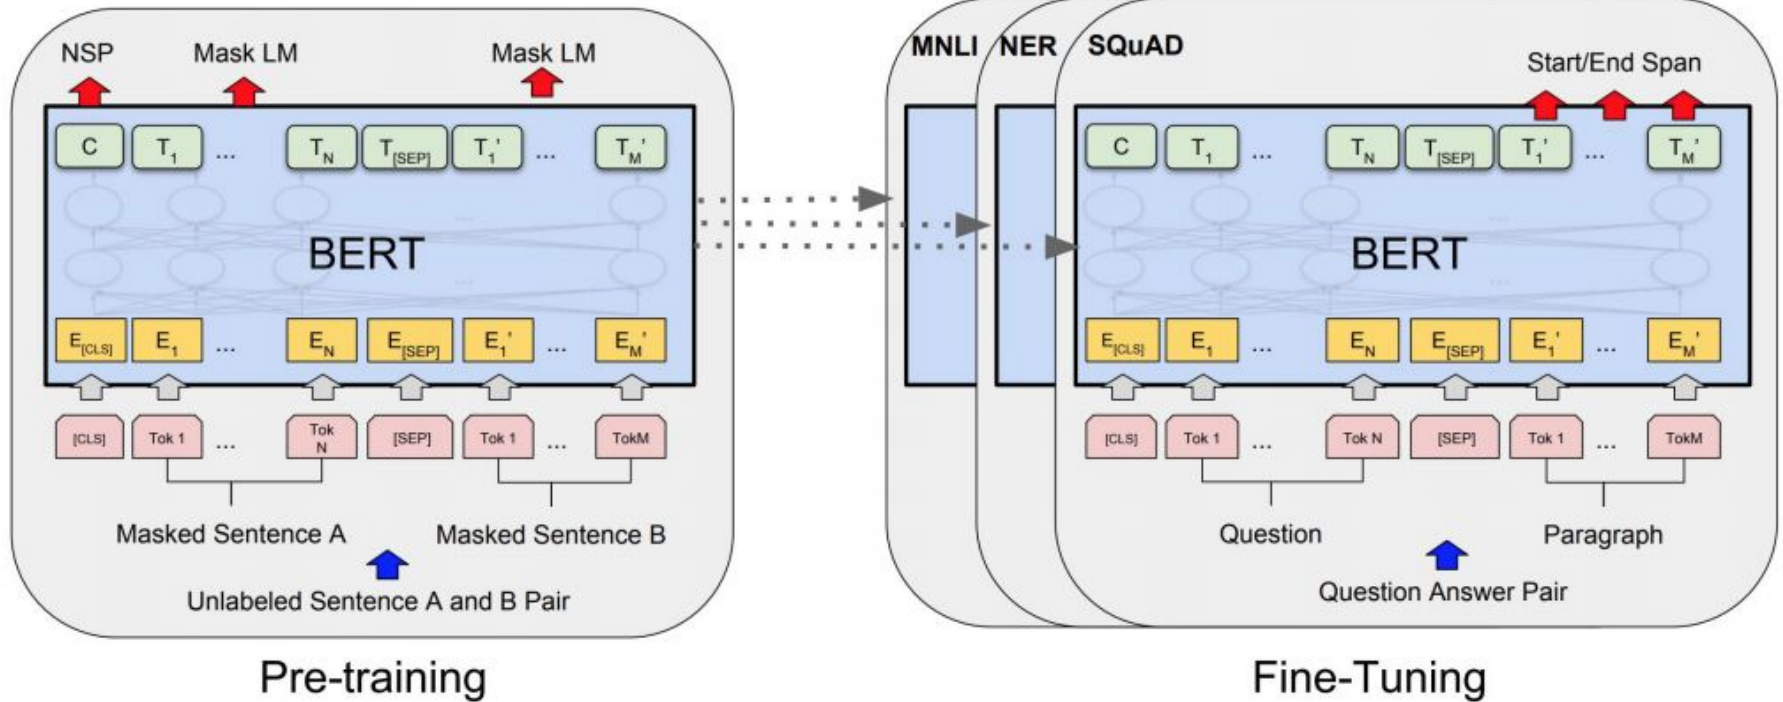 NSP Mask LM Mask LM
C T1 ... TN T[SEP] T1' ... TM'
BERT
E[CLS] E1 ... EN E[SEP] E1' ... EM'
[CLS] Tok 1 ... Tok N [SEP] Tok 1 ... TokM
Masked Sentence A Masked Sentence B
Unlabeled Sentence A and B Pair
Pre-training
MNLI NER SQuAD
Start/End Span
C T1 ... TN T[SEP] T1' ... TM'
BERT
E[CLS] E1 ... EN E[SEP] E1' ... EM'
[CLS] Tok 1 ... Tok N [SEP] Tok 1 ... TokM
Question Paragraph
Question Answer Pair
Fine-Tuning